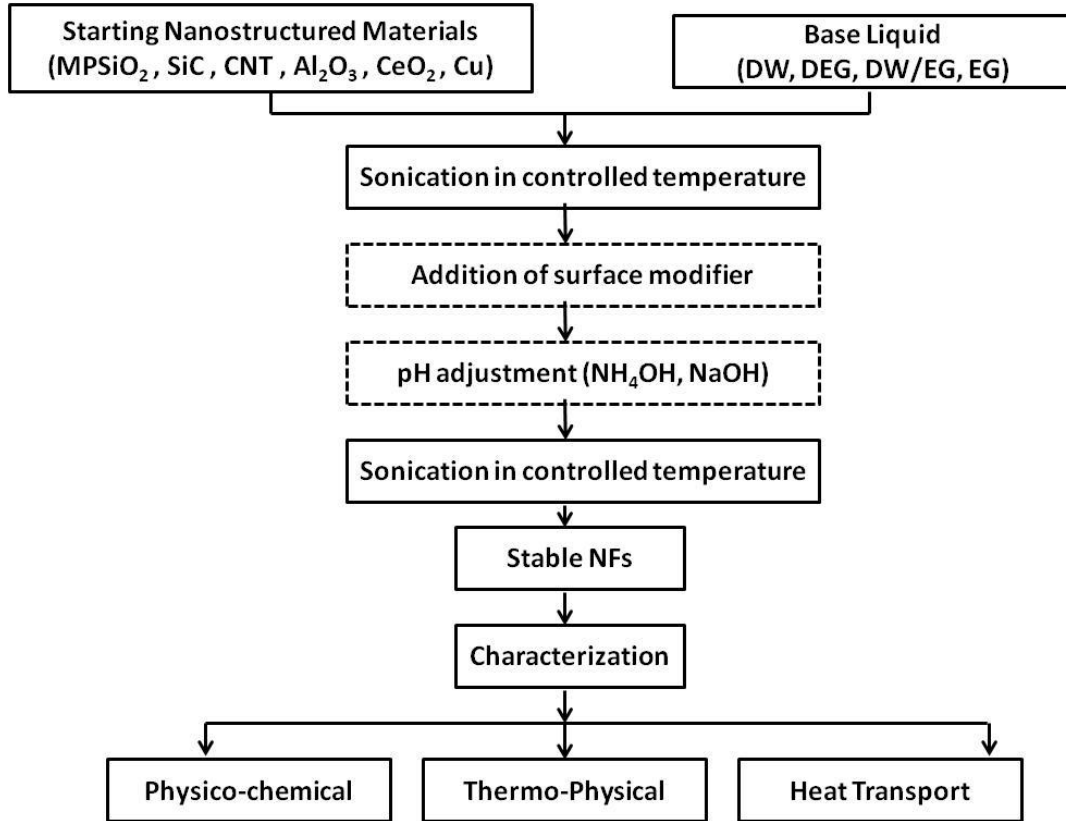 Starting Nanostructured Materials
(MPSiO₂ , SiC , CNT , Al₂O₃ , CeO₂ , Cu)
Base Liquid
(DW, DEG, DW/EG, EG)
Sonication in controlled temperature
Addition of surface modifier
pH adjustment (NH₄OH, NaOH)
Sonication in controlled temperature
Stable NFs
Characterization
Physico-chemical
Thermo-Physical
Heat Transport